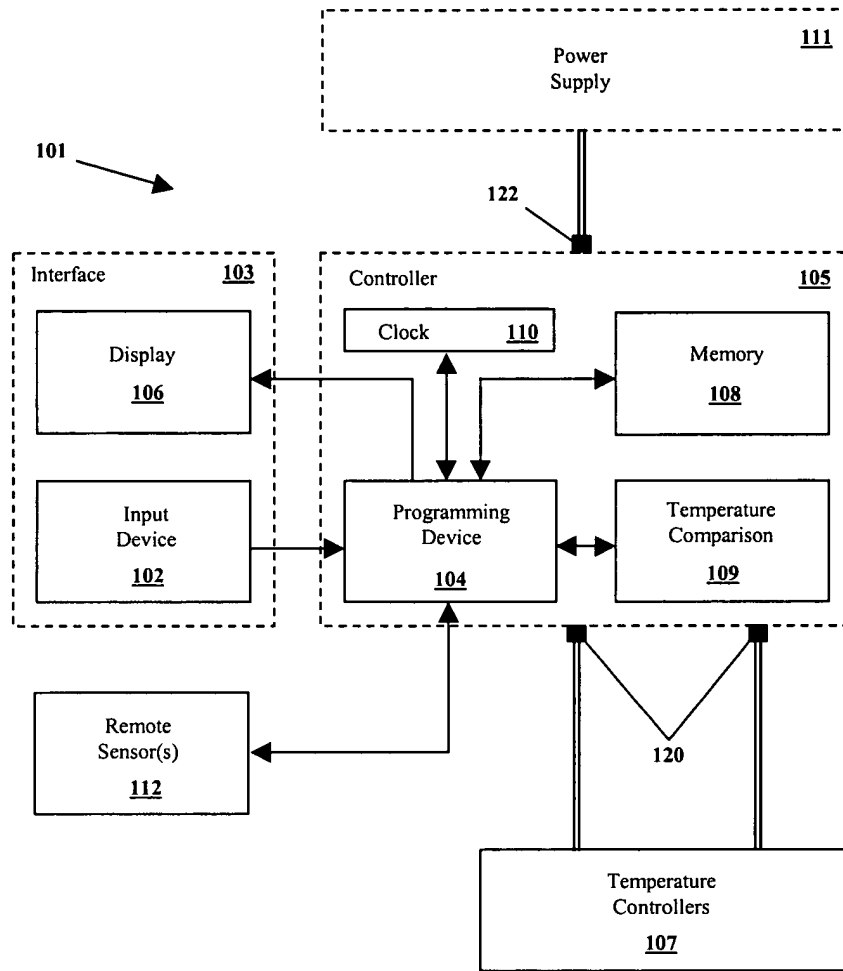 111
Power
Supply
101
122
Interface 103
Controller 105
Clock 110
Display
106
Memory
108
Input
Device
102
Programming
Device
104
Temperature
Comparison
109
Remote
Sensor(s)
112
120
Temperature
Controllers
107